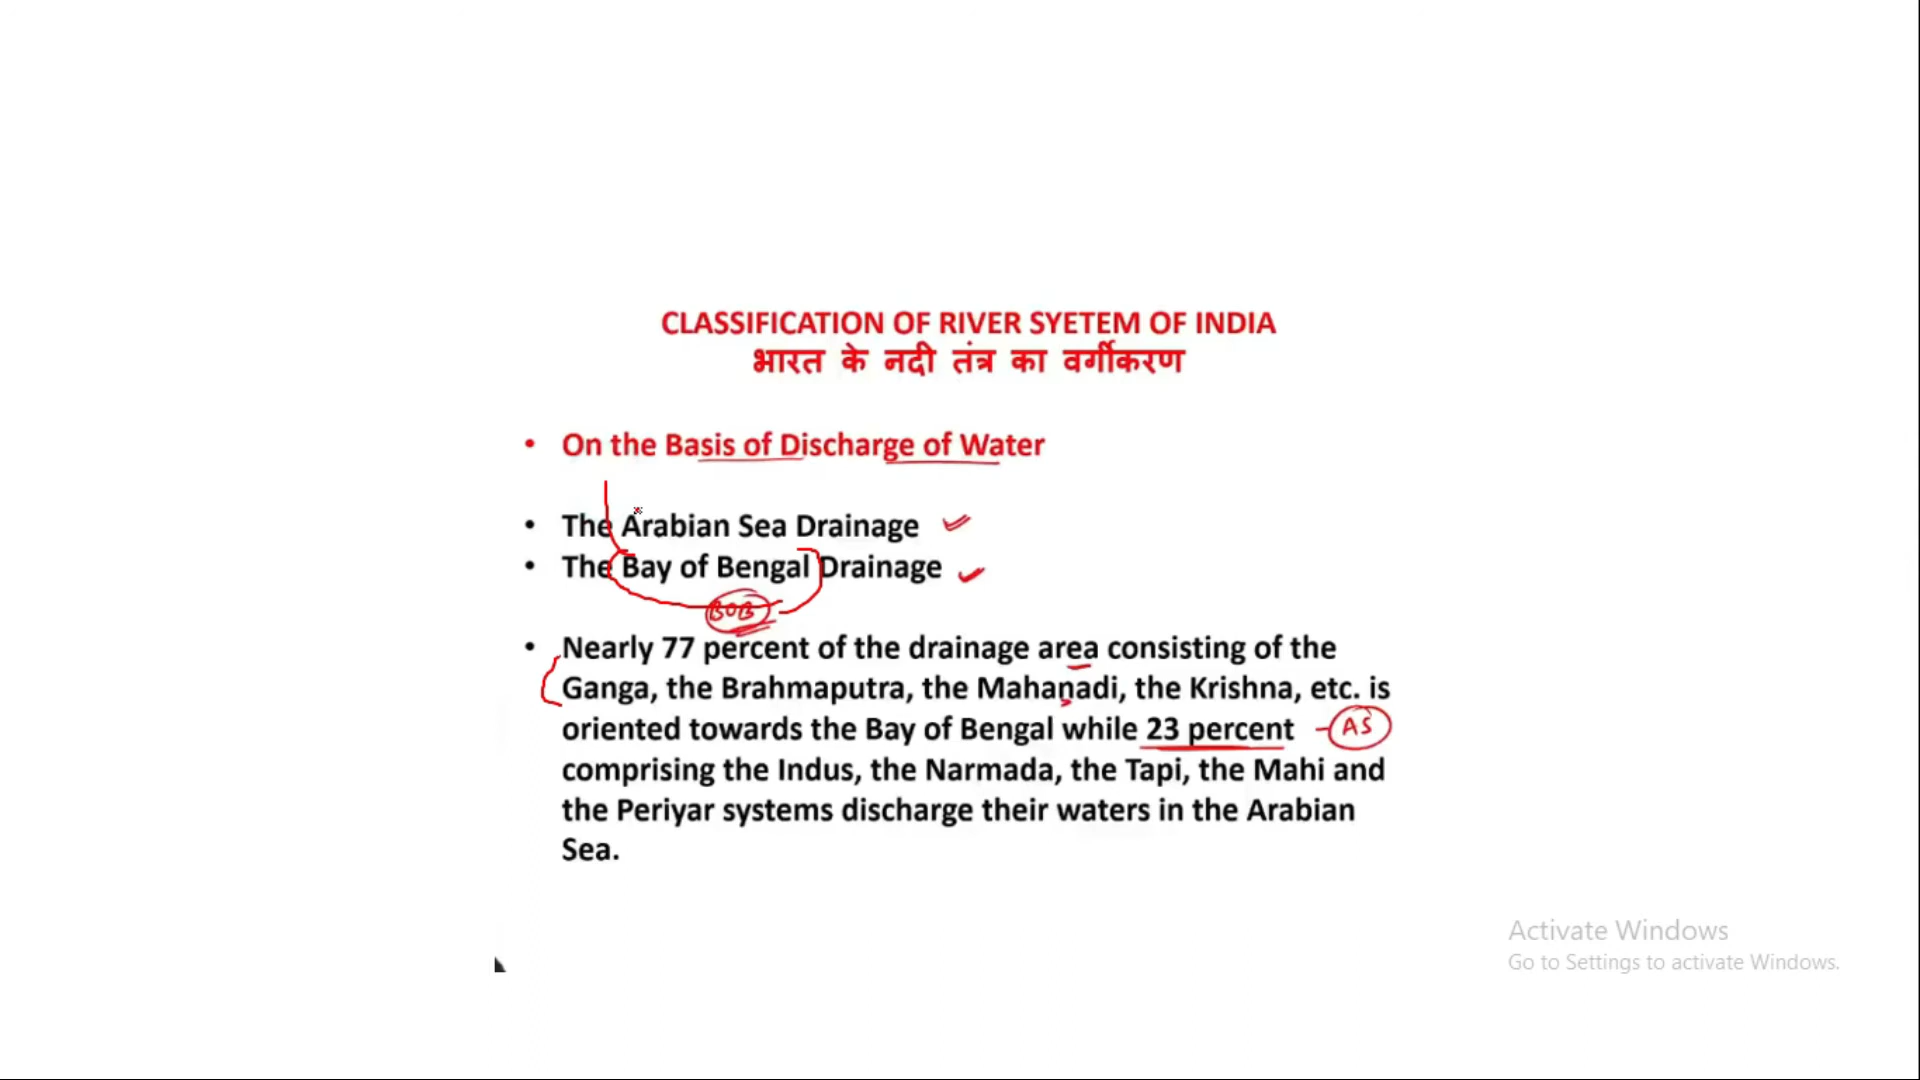 CLASSIFICATION OF RIVER SYETEM OF INDIA
भारत के नदी तंत्र का वर्गीकरण
• On the Basis of Discharge of Water
• The Arabian Sea Drainage
• The Bay of Bengal Drainage
BOB
• Nearly 77 percent of the drainage area consisting of the
Ganga, the Brahmaputra, the Mahanadi, the Krishna, etc. is
oriented towards the Bay of Bengal while 23 percent - AS
comprising the Indus, the Narmada, the Tapi, the Mahi and
the Periyar systems discharge their waters in the Arabian
Sea.
Activate Windows
Go to Settings to activate Windows.